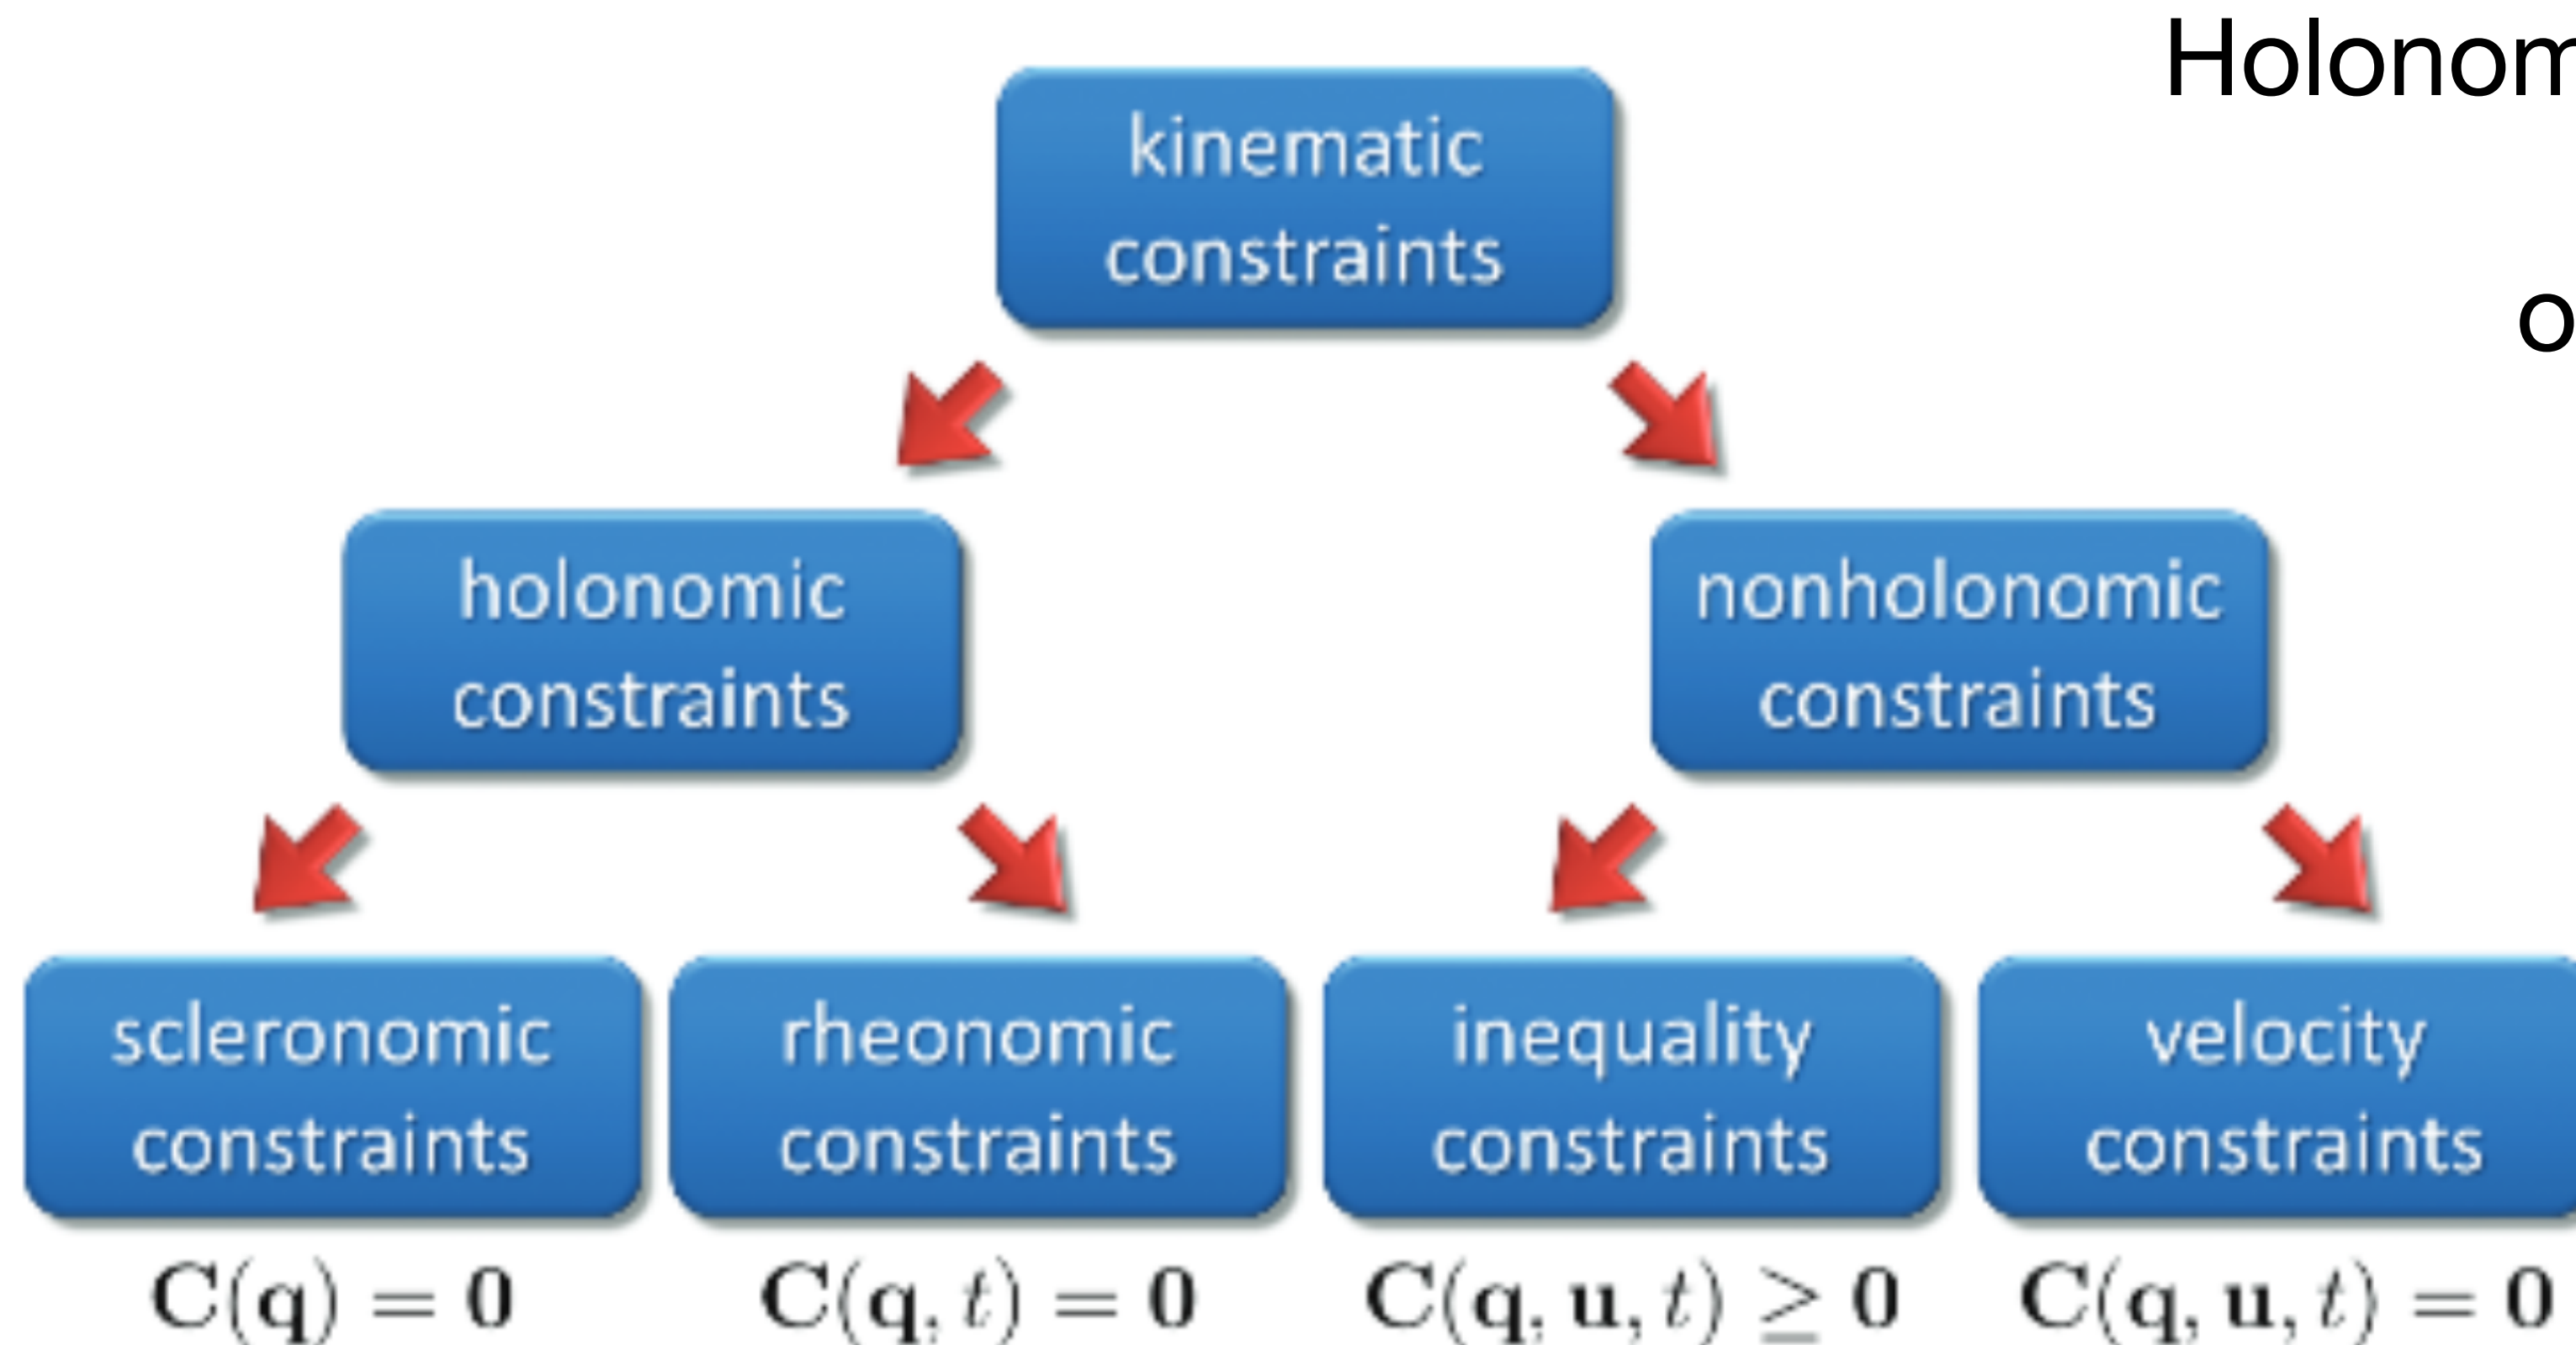 Holonom
o
kinematic
constraints
holonomic
constraints
nonholonomic
constraints
scleronomic
constraints
rheonomic
constraints
inequality
constraints
velocity
constraints
C(q) = 0
C(q, t) = 0
C(q, u, t) ≥ 0
C(q, u, t) = 0